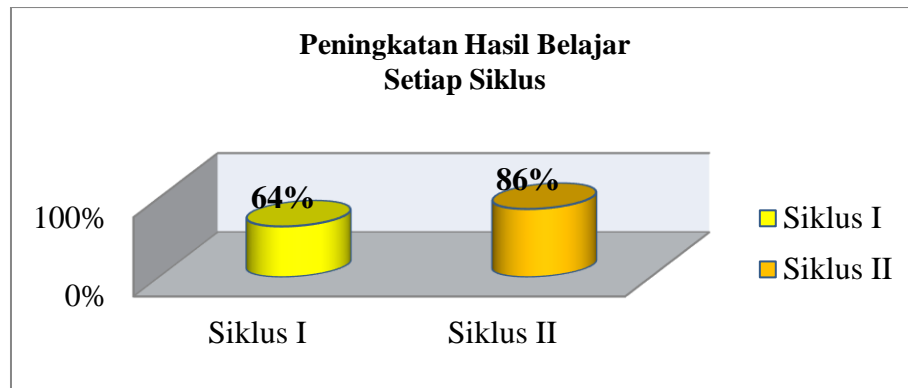 Peningkatan Hasil Belajar
Setiap Siklus
64%
86%
100%
0%
Siklus I
Siklus II
Siklus I
Siklus II